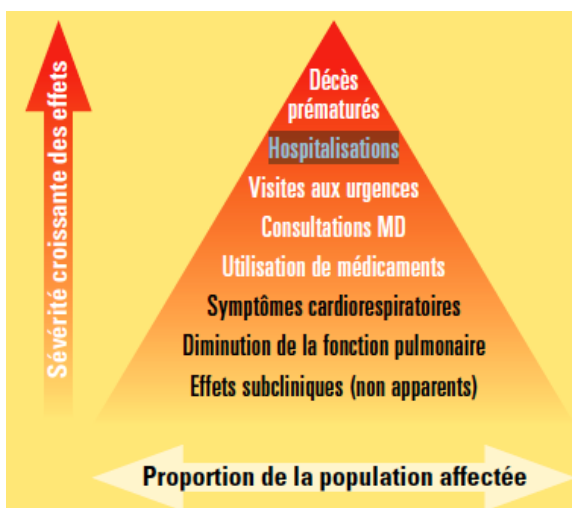 Sévérité croissante des effets
Décès
prématurés
Hospitalisations
Visites aux urgences
Consultations MD
Utilisation de médicaments
Symptômes cardiorespiratoires
Diminution de la fonction pulmonaire
Effets subcliniques (non apparents)
Proportion de la population affectée